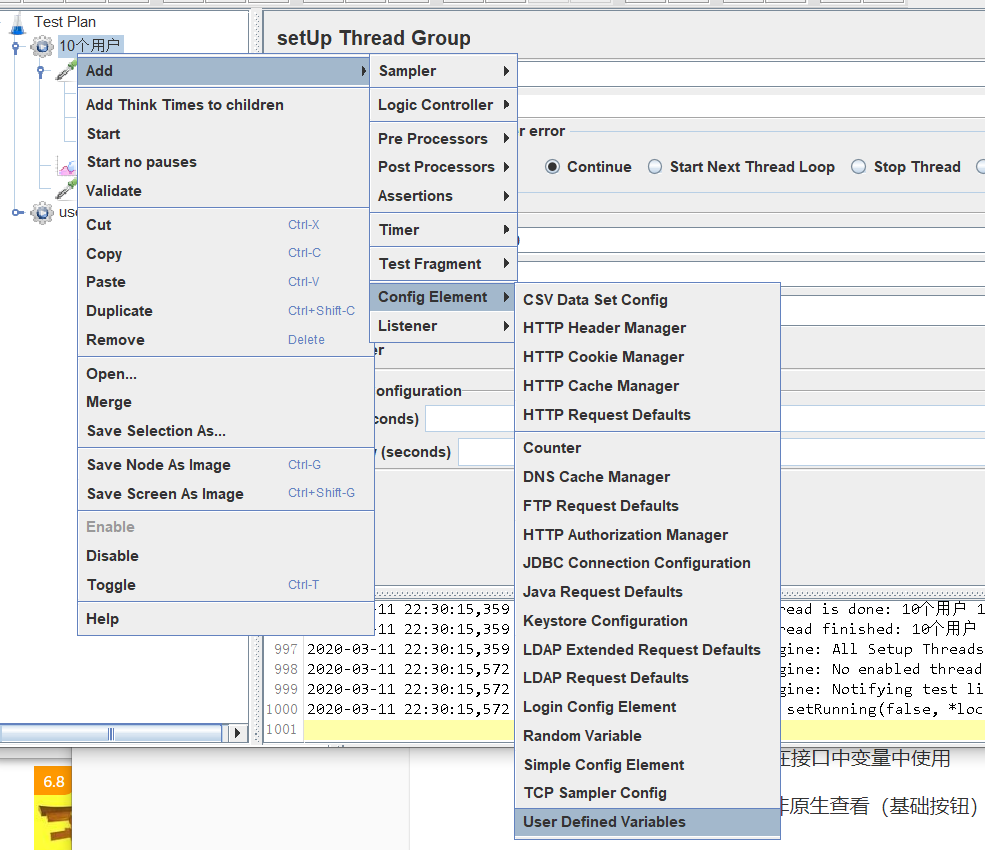 Test Plan
10个用户
setUp Thread Group
Add
Sampler
Add Think Times to children
Logic Controller
Start
Pre Processors
r error
Start no pauses
Post Processors
Continue
Start Next Thread Loop
Stop Thread
Validate
Assertions
Cut Ctrl-X
Timer
Copy Ctrl-C
Test Fragment
Paste Ctrl-V
Config Element
Duplicate Ctrl+Shift-C
Listener
Remove Delete
Open...
Merge
onfiguration
Save Selection As...
(seconds)
Save Node As Image Ctrl-G
Save Screen As Image Ctrl+Shift-G
Enable
Disable
Toggle Ctrl-T
Help
CSV Data Set Config
HTTP Header Manager
HTTP Cookie Manager
HTTP Cache Manager
HTTP Request Defaults
Counter
DNS Cache Manager
FTP Request Defaults
HTTP Authorization Manager
JDBC Connection Configuration
Java Request Defaults
Keystore Configuration
LDAP Extended Request Defaults
LDAP Request Defaults
Login Config Element
Random Variable
Simple Config Element
TCP Sampler Config
User Defined Variables
-11 22:30:15,359 read is done: 10个用户 1
-11 22:30:15,359 read finished: 10个用户
997 2020-03-11 22:30:15,359 gine: All Setup Threads
998 2020-03-11 22:30:15,572 gine: No enabled thread
999 2020-03-11 22:30:15,572 gine: Notifying test li
1000 2020-03-11 22:30:15,572 setRunning(false, *loc
1001
6.8
接口中变量中使用
原生查看（基础按钮）